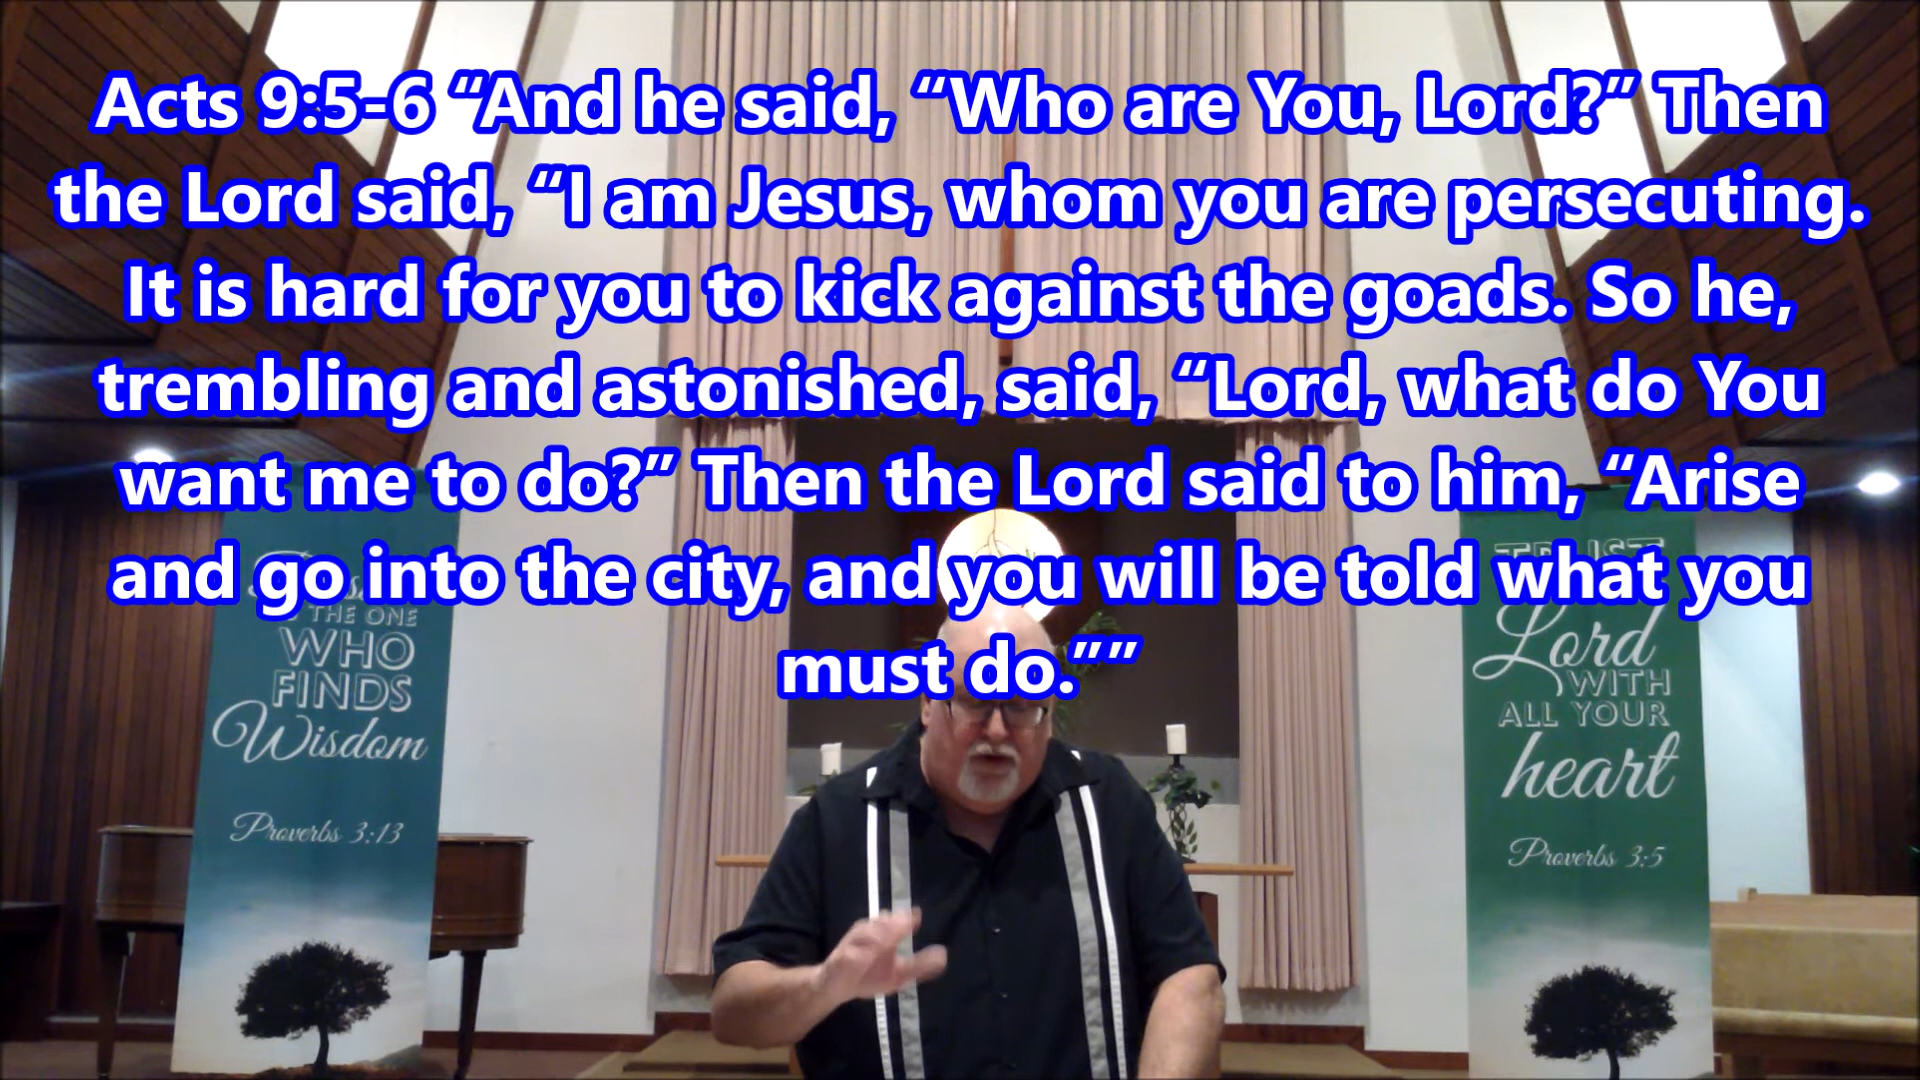 Acts 9:5-6 “And he said, “Who are You, Lord?” Then
the Lord said, “I am Jesus, whom you are persecuting.
It is hard for you to kick against the goads. So he,
trembling and astonished, said, “Lord, what do You
want me to do?” Then the Lord said to him, “Arise
and go into the city, and you will be told what you
must do.””
THE ONE
WHO
FINDS
Wisdom
Proverbs 3:13
TRUST
Lord
WITH
ALL YOUR
heart
Proverbs 3:5